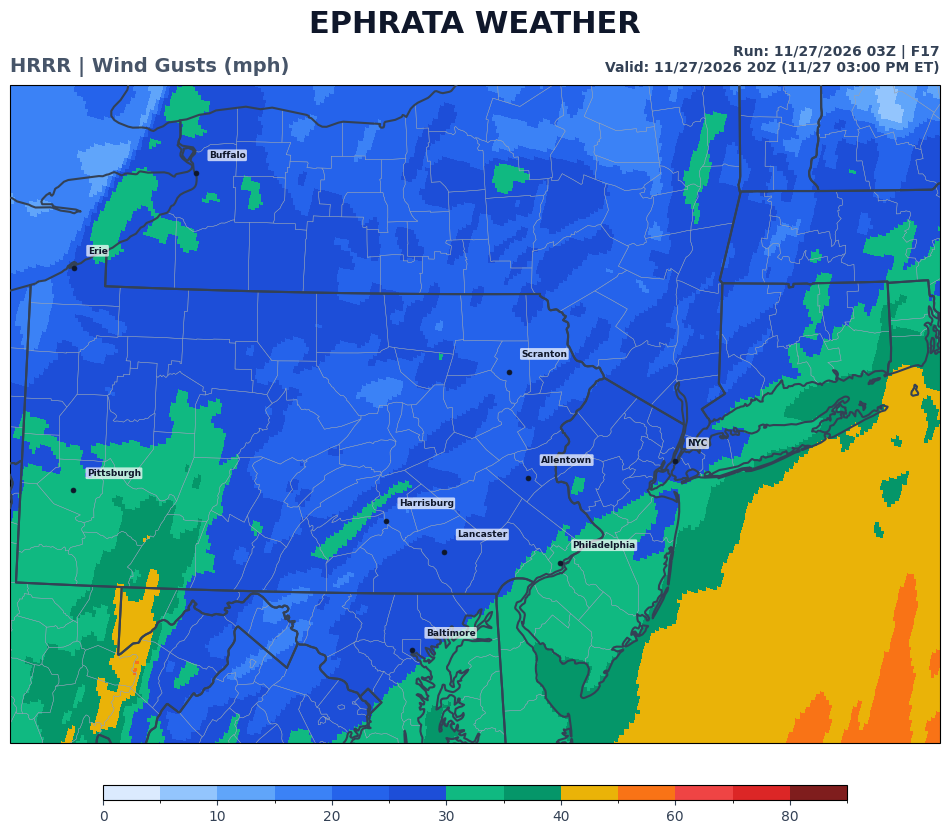 EPHRATA WEATHER
HRRR | Wind Gusts (mph)
Run: 11/27/2026 03Z | F17
Valid: 11/27/2026 20Z (11/27 03:00 PM ET)
Buffalo
Erie
Scranton
NYC
Allentown
Pittsburgh
Harrisburg
Lancaster
Philadelphia
Baltimore
0 10 20 30 40 50 60 70 80